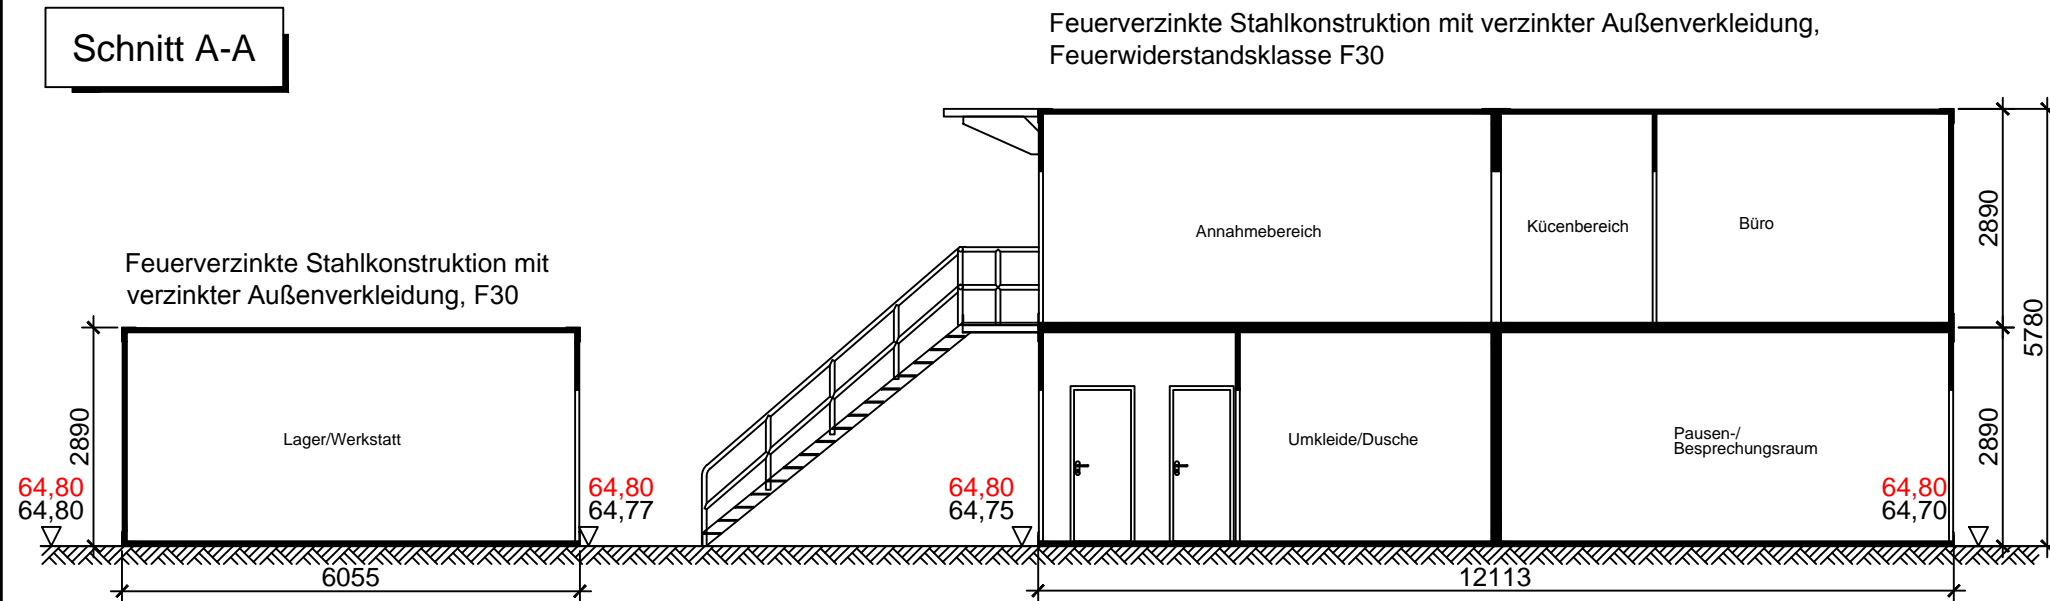 Schnitt A-A
Feuerverzinkte Stahlkonstruktion mit verzinkter Außenverkleidung,
Feuerwiderstandsklasse F30
Annahmebereich
Kücenbereich
Büro
2890
5780
Feuerverzinkte Stahlkonstruktion mit
verzinkter Außenverkleidung, F30
2890
Lager/Werkstatt
Umkleide/Dusche
Pausen-/
Besprechungsraum
2890
64,80
64,80
64,80
64,77
64,80
64,75
64,80
64,70
6055
12113